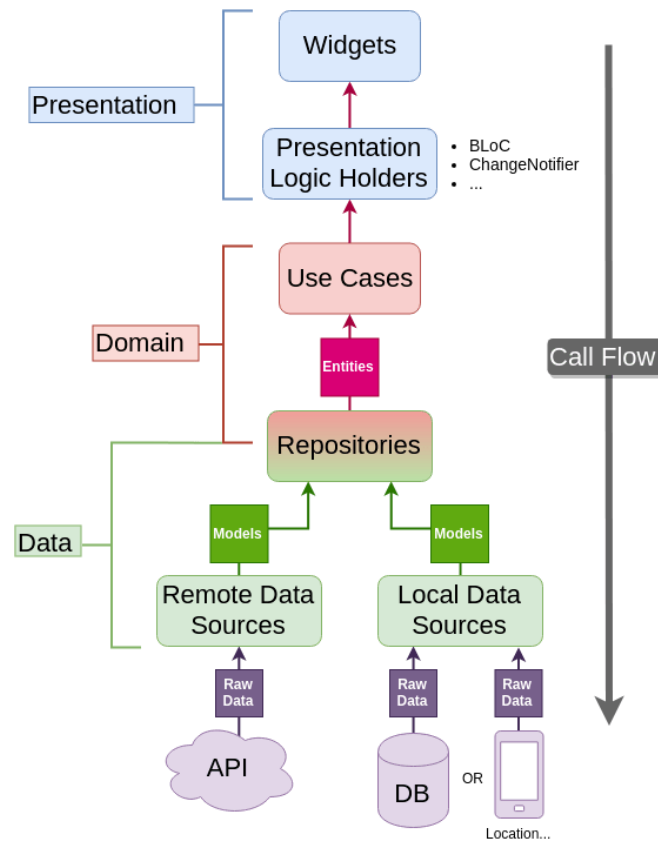 Widgets
Presentation
Presentation
Logic Holders
• BLoC
• ChangeNotifier
• ...
Use Cases
Domain
Entities
Call Flow
Repositories
Data
Models
Models
Remote Data
Sources
Local Data
Sources
Raw
Data
Raw
Data
Raw
Data
API
DB
OR
Location...